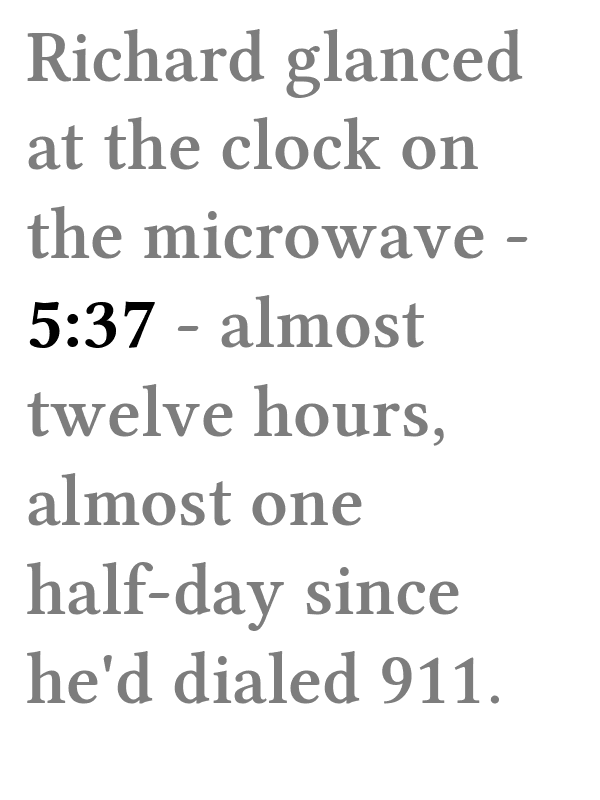 Richard glanced
at the clock on
the microwave -
5:37 - almost
twelve hours,
almost one
half-day since
he'd dialed 911.